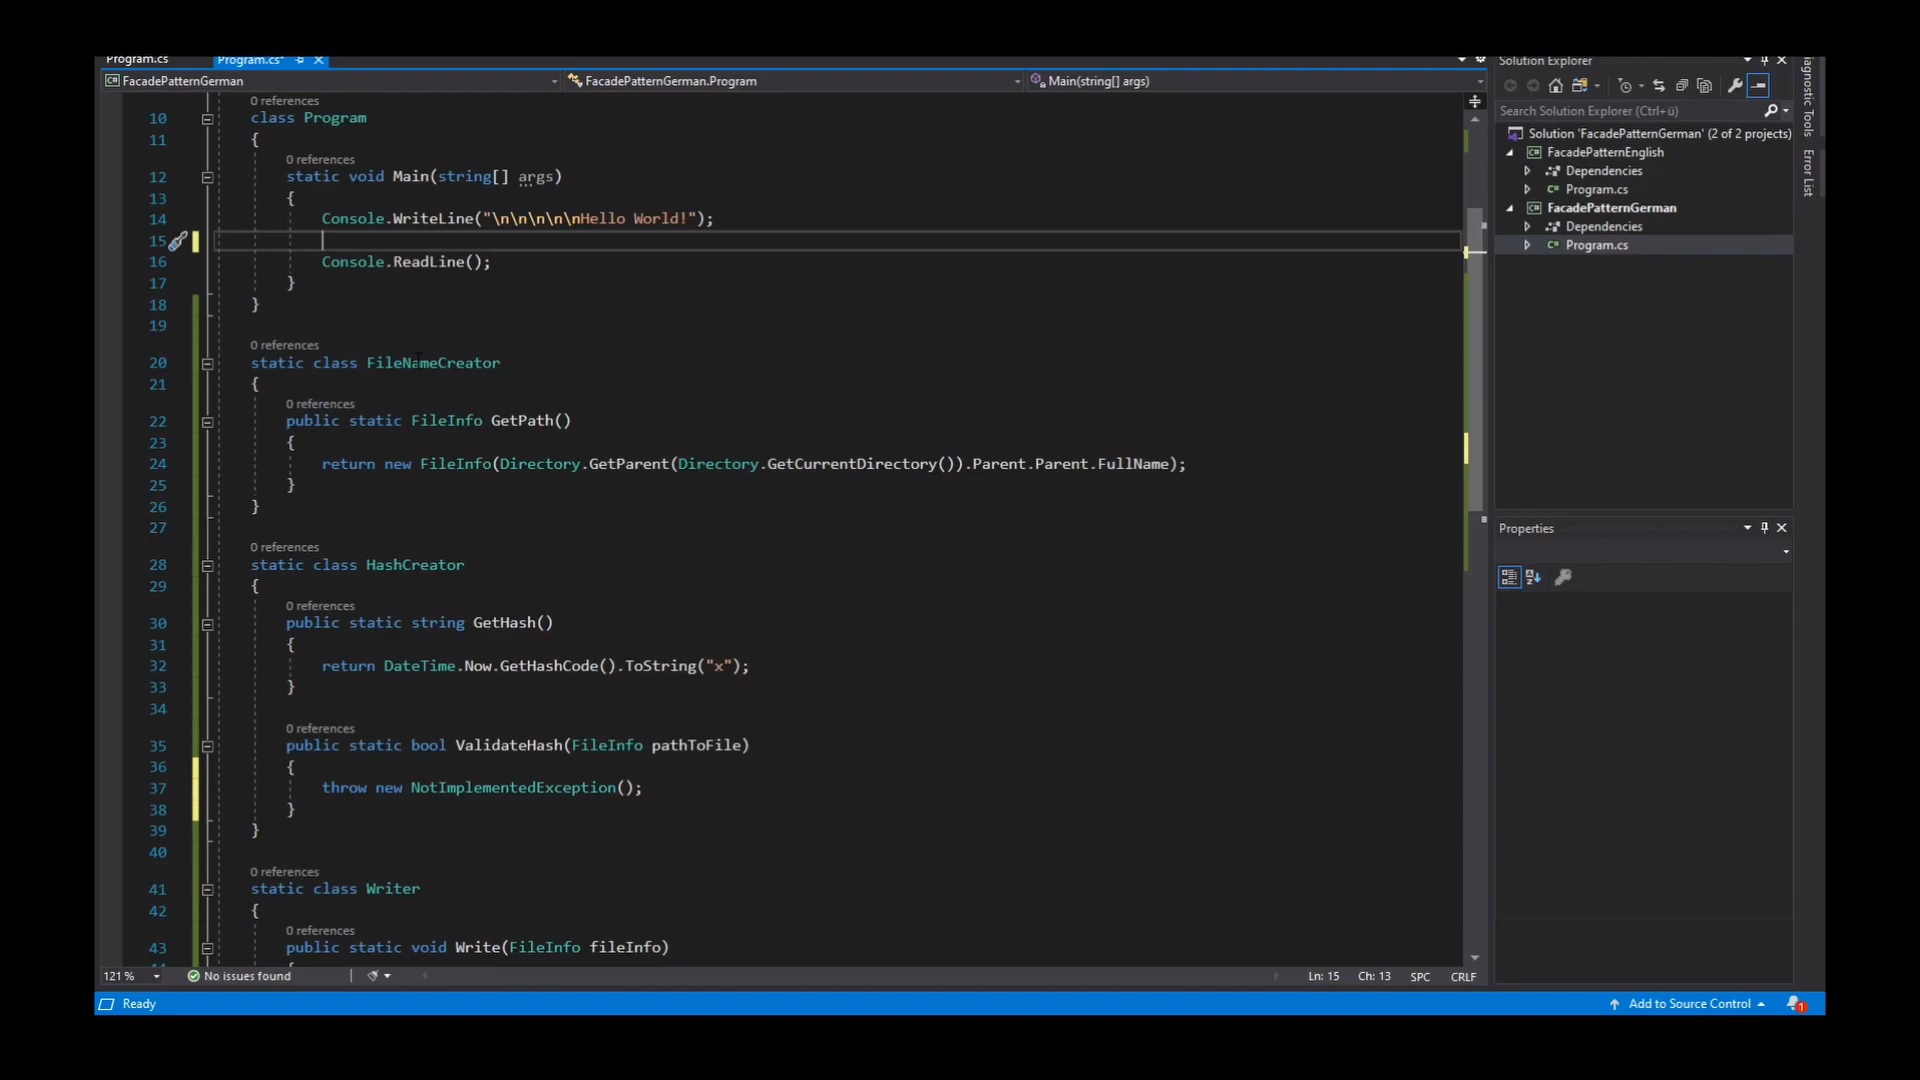 Program.cs
Program.cs*
FacadePatternGerman
FacadePatternGerman.Program
Main(string[] args)
0 references
10 class Program
11 {
0 references
12 static void Main(string[] args)
13 {
14 Console.WriteLine("\n\n\n\n\nHello World!");
15
16 Console.ReadLine();
17 }
18 }
19
0 references
20 static class FileNameCreator
21 {
0 references
22 public static FileInfo GetPath()
23 {
24 return new FileInfo(Directory.GetParent(Directory.GetCurrentDirectory()).Parent.Parent.FullName);
25 }
26 }
27
0 references
28 static class HashCreator
29 {
0 references
30 public static string GetHash()
31 {
32 return DateTime.Now.GetHashCode().ToString("x");
33 }
34
0 references
35 public static bool ValidateHash(FileInfo pathToFile)
36 {
37 throw new NotImplementedException();
38 }
39 }
40
0 references
41 static class Writer
42 {
0 references
43 public static void Write(FileInfo fileInfo)
121 %
No issues found
Ln: 15
Ch: 13
SPC
CRLF
Ready
Add to Source Control
1
Solution Explorer
Search Solution Explorer (Ctrl+ü)
Solution 'FacadePatternGerman' (2 of 2 projects)
FacadePatternEnglish
Dependencies
Program.cs
FacadePatternGerman
Dependencies
Program.cs
Properties
Diagnostic Tools
Error List